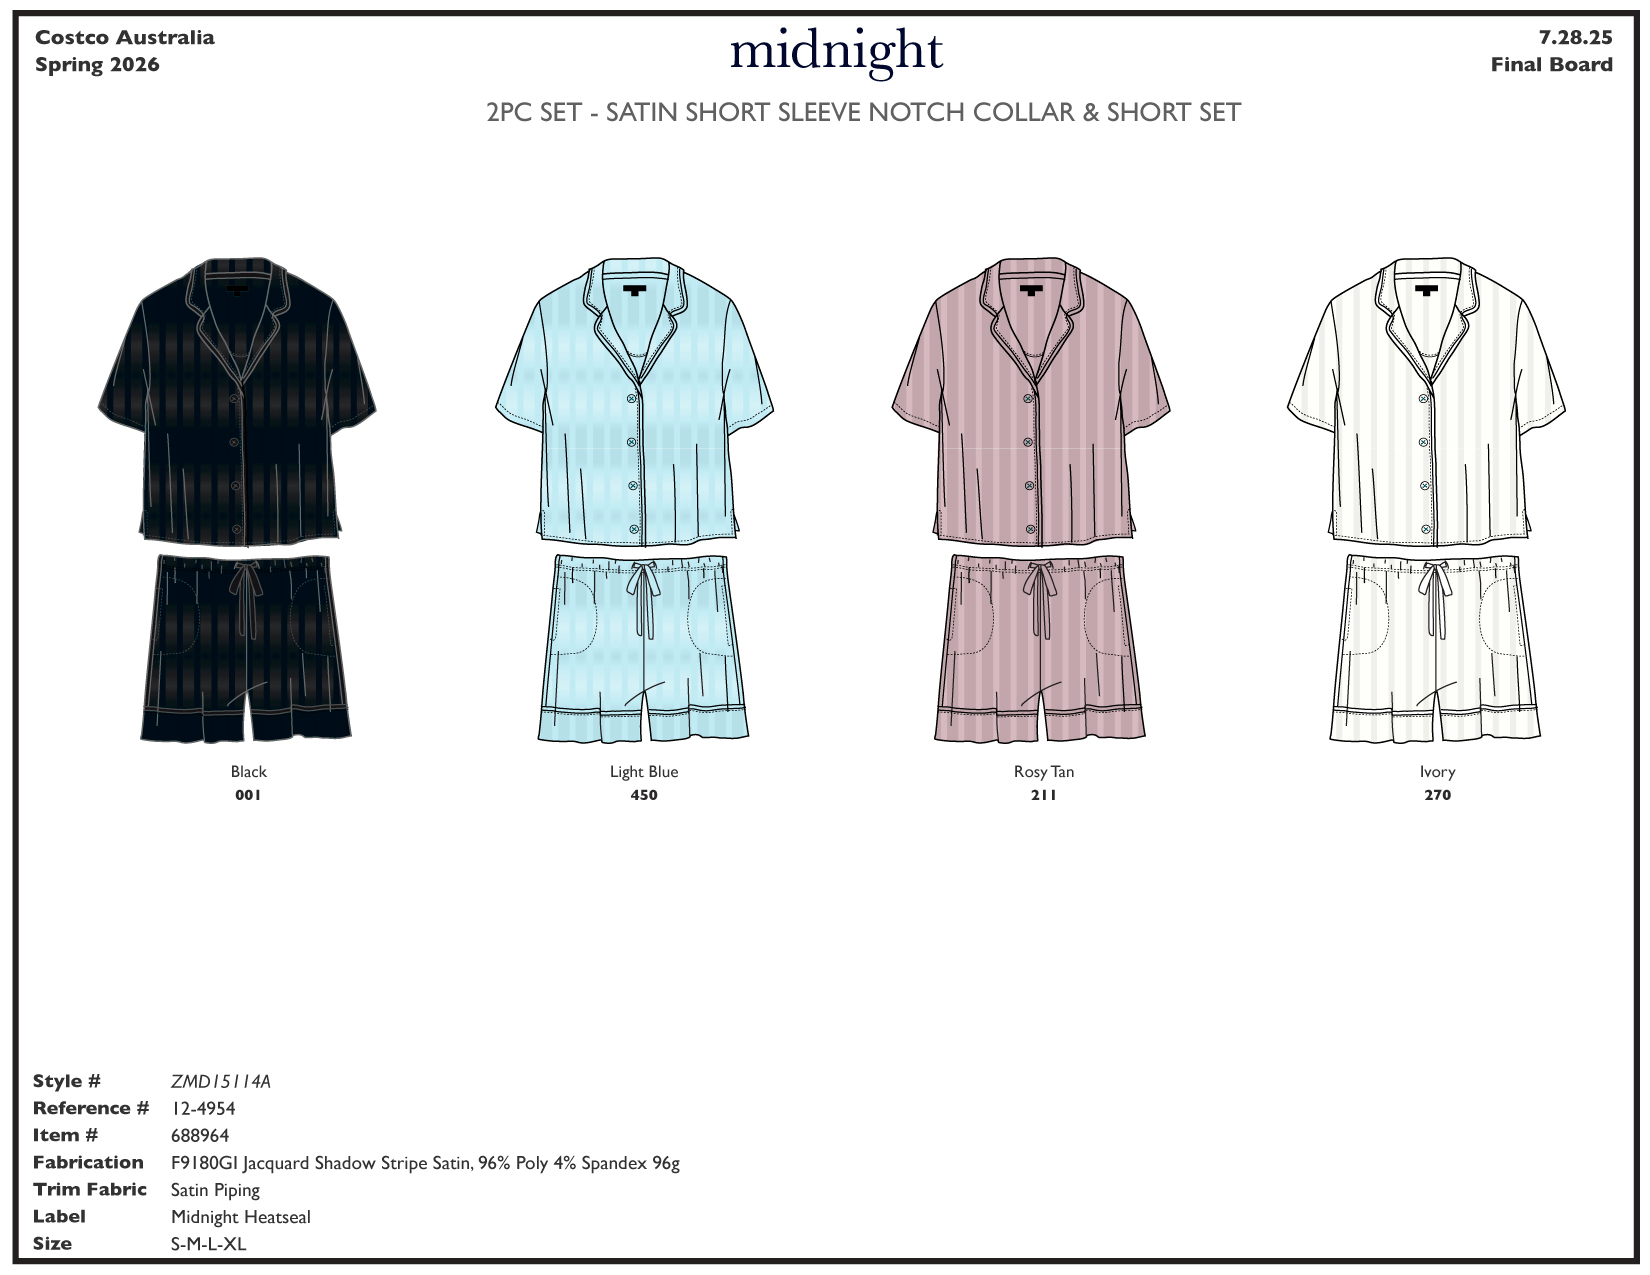 Costco Australia
Spring 2026
midnight
7.28.25
Final Board
2PC SET - SATIN SHORT SLEEVE NOTCH COLLAR & SHORT SET
Black
001
Light Blue
450
Rosy Tan
211
Ivory
270
Style # ZMD15114A
Reference # 12-4954
Item # 688964
Fabrication F9180GI Jacquard Shadow Stripe Satin, 96% Poly 4% Spandex 96g
Trim Fabric Satin Piping
Label Midnight Heatseal
Size S-M-L-XL